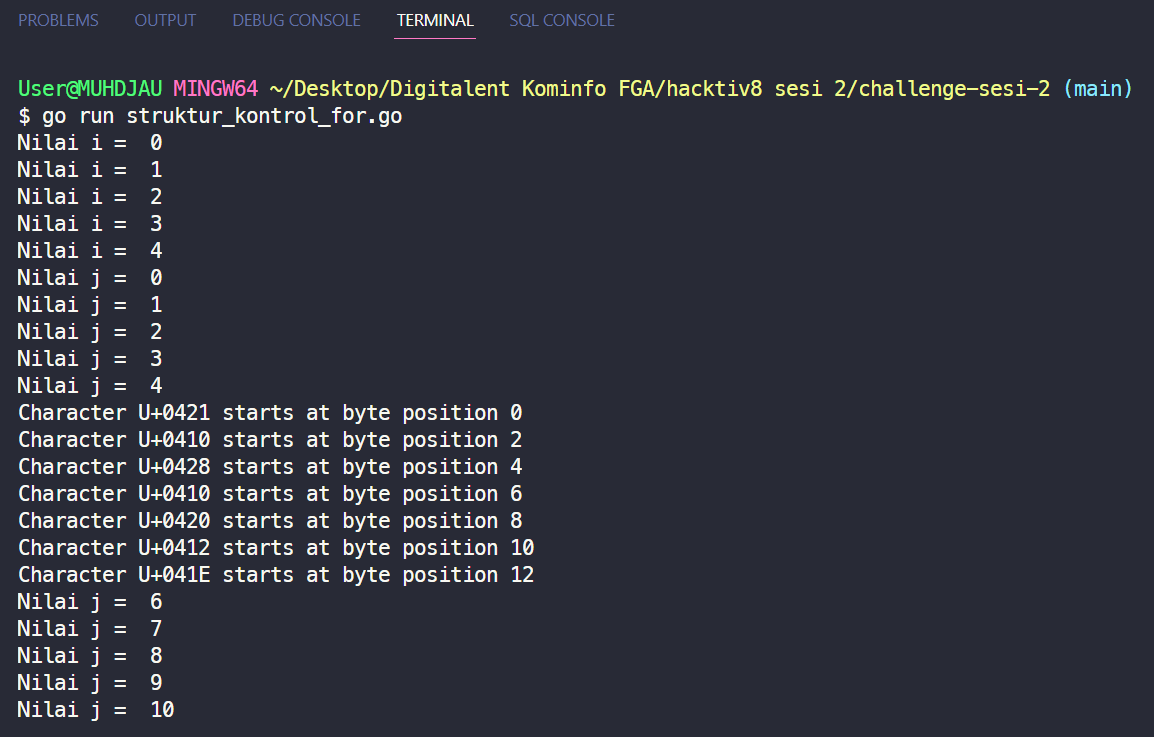 PROBLEMS OUTPUT DEBUG CONSOLE TERMINAL SQL CONSOLE
User@MUHDJAU MINGW64 ~/Desktop/Digitalent Kominfo FGA/hacktiv8 sesi 2/challenge-sesi-2 (main)
$ go run struktur_kontrol_for.go
Nilai i =  0
Nilai i =  1
Nilai i =  2
Nilai i =  3
Nilai i =  4
Nilai j =  0
Nilai j =  1
Nilai j =  2
Nilai j =  3
Nilai j =  4
Character U+0421 starts at byte position 0
Character U+0410 starts at byte position 2
Character U+0428 starts at byte position 4
Character U+0410 starts at byte position 6
Character U+0420 starts at byte position 8
Character U+0412 starts at byte position 10
Character U+041E starts at byte position 12
Nilai j =  6
Nilai j =  7
Nilai j =  8
Nilai j =  9
Nilai j =  10